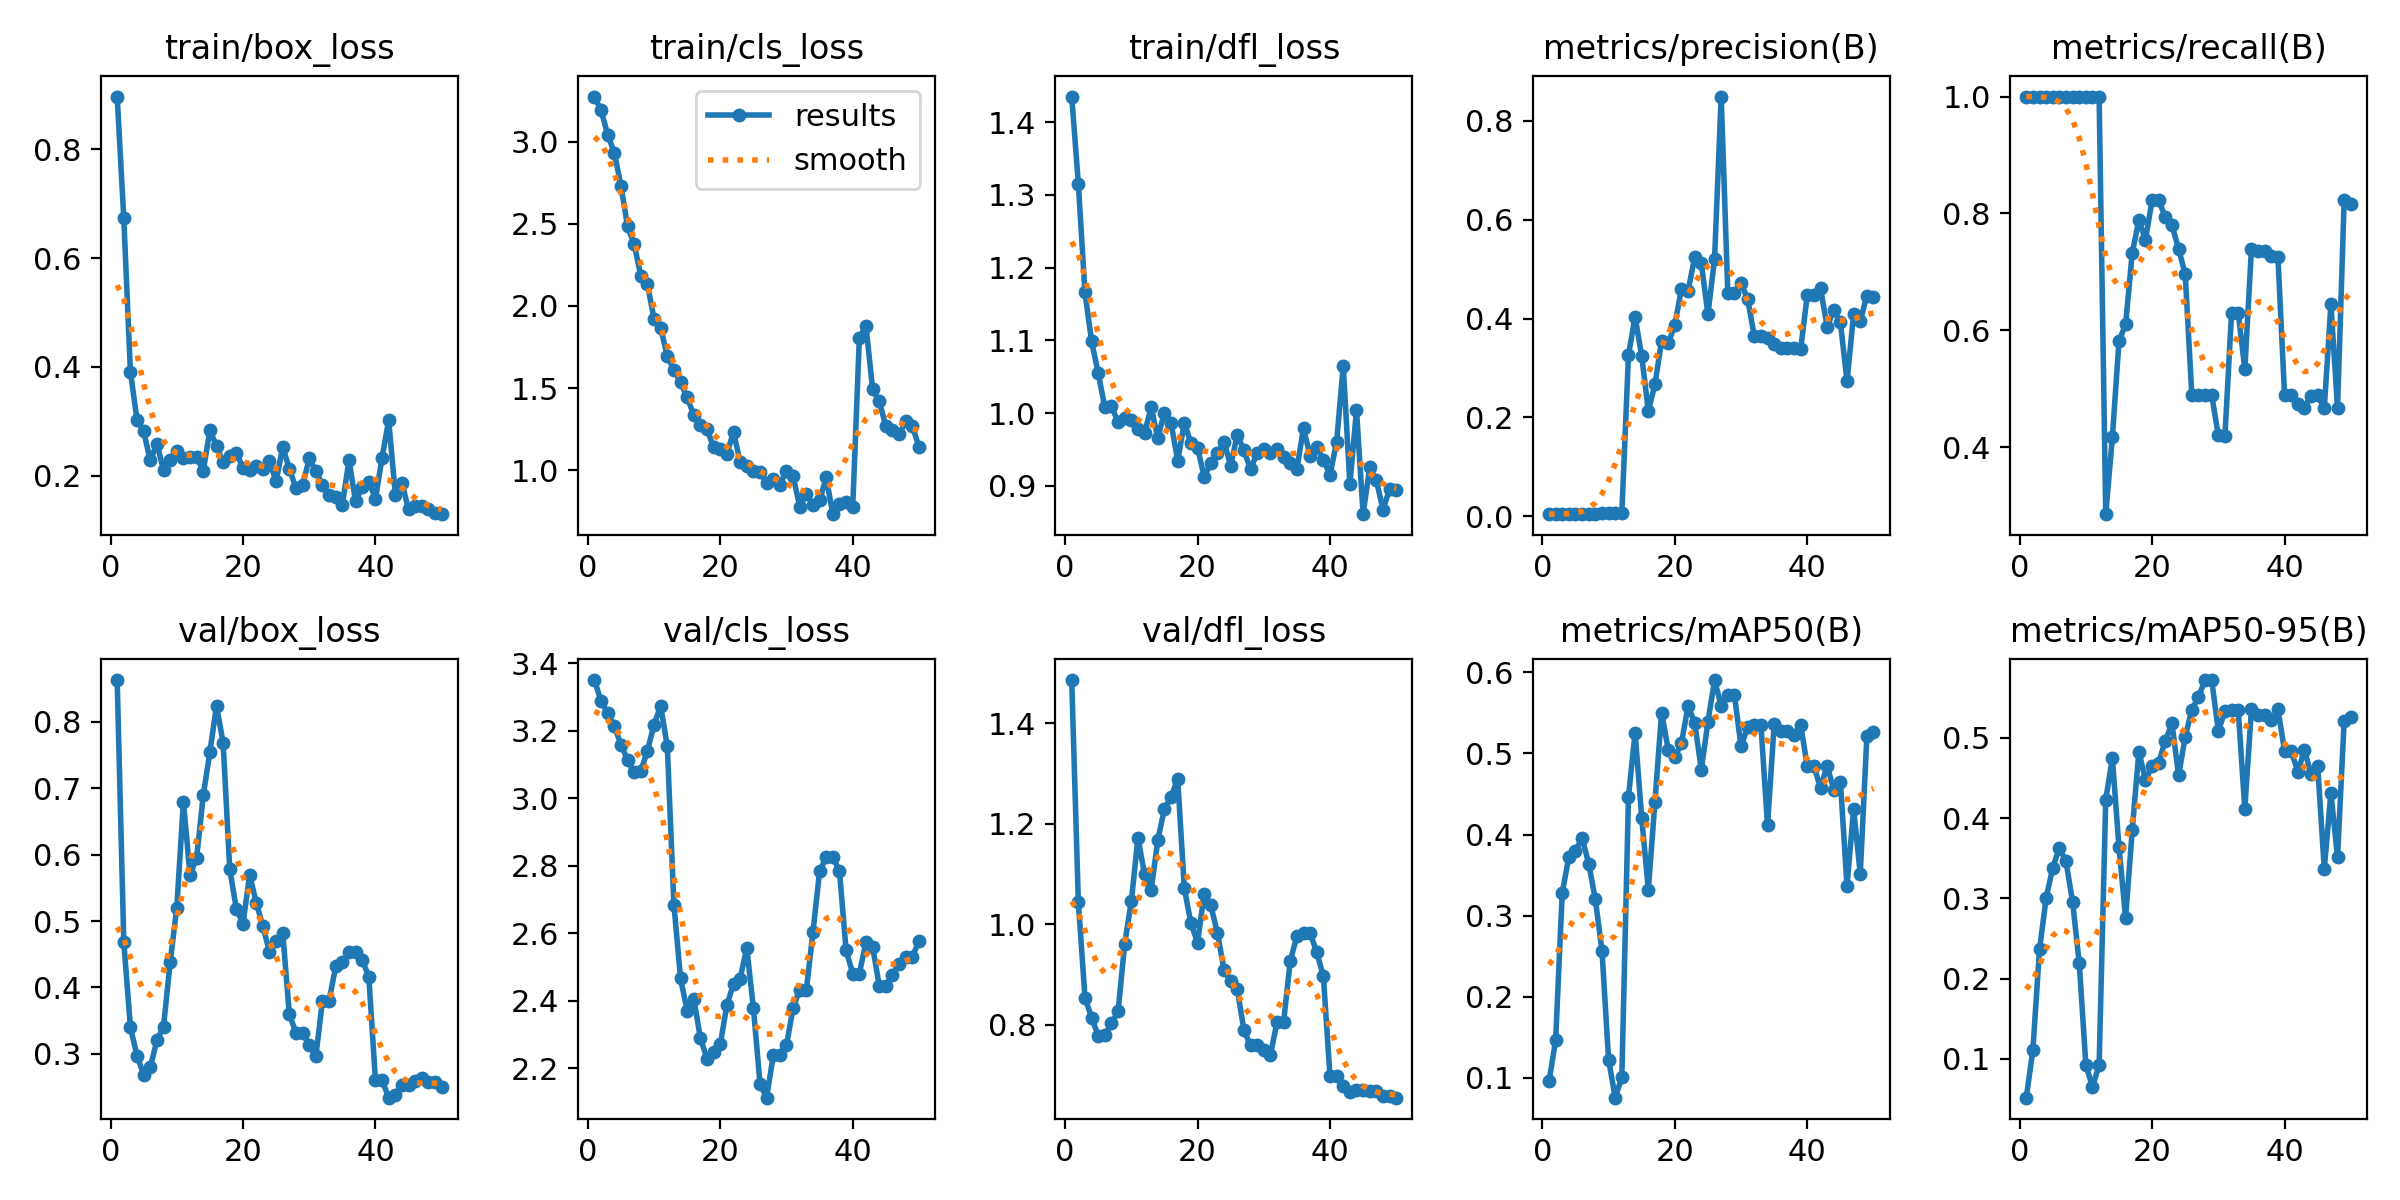 train/box_loss
0.8
0.6
0.4
0.2
0 20 40
train/cls_loss
results
smooth
3.0
2.5
2.0
1.5
1.0
0 20 40
train/dfl_loss
1.4
1.3
1.2
1.1
1.0
0.9
0 20 40
metrics/precision(B)
0.8
0.6
0.4
0.2
0.0
0 20 40
metrics/recall(B)
1.0
0.8
0.6
0.4
0 20 40
val/box_loss
0.8
0.7
0.6
0.5
0.4
0.3
0 20 40
val/cls_loss
3.4
3.2
3.0
2.8
2.6
2.4
2.2
0 20 40
val/dfl_loss
1.4
1.2
1.0
0.8
0 20 40
metrics/mAP50(B)
0.6
0.5
0.4
0.3
0.2
0.1
0 20 40
metrics/mAP50-95(B)
0.5
0.4
0.3
0.2
0.1
0 20 40